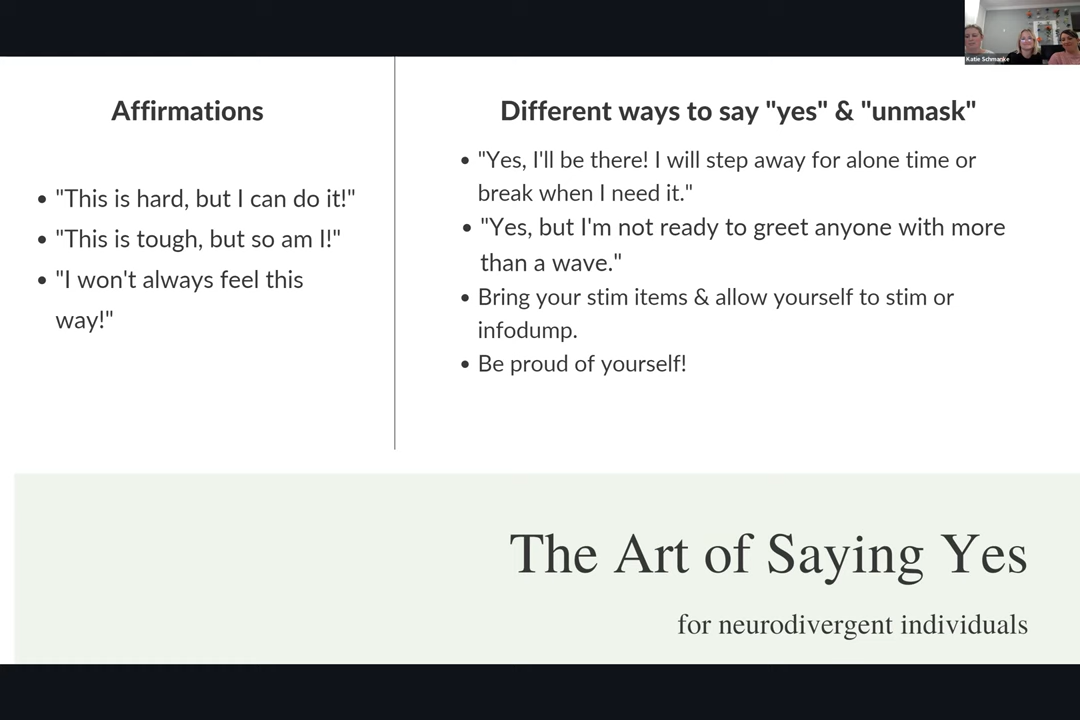 Katie Schmanke
Affirmations
• "This is hard, but I can do it!"
• "This is tough, but so am I!"
• "I won't always feel this
way!"
Different ways to say "yes" & "unmask"
• "Yes, I'll be there! I will step away for alone time or
break when I need it."
• "Yes, but I'm not ready to greet anyone with more
than a wave."
• Bring your stim items & allow yourself to stim or
infodump.
• Be proud of yourself!
The Art of Saying Yes
for neurodivergent individuals